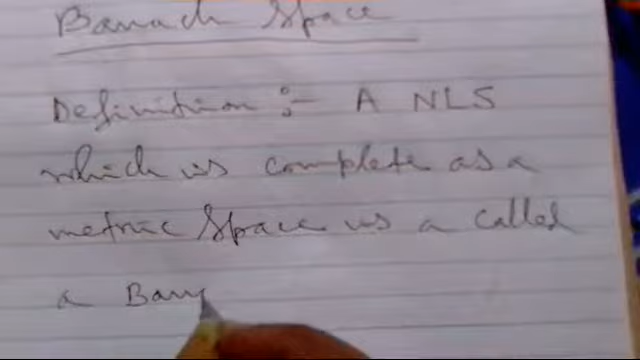 Banach Space
Definition :- A NLS
which is complete as a
metric space is a called
a Ban